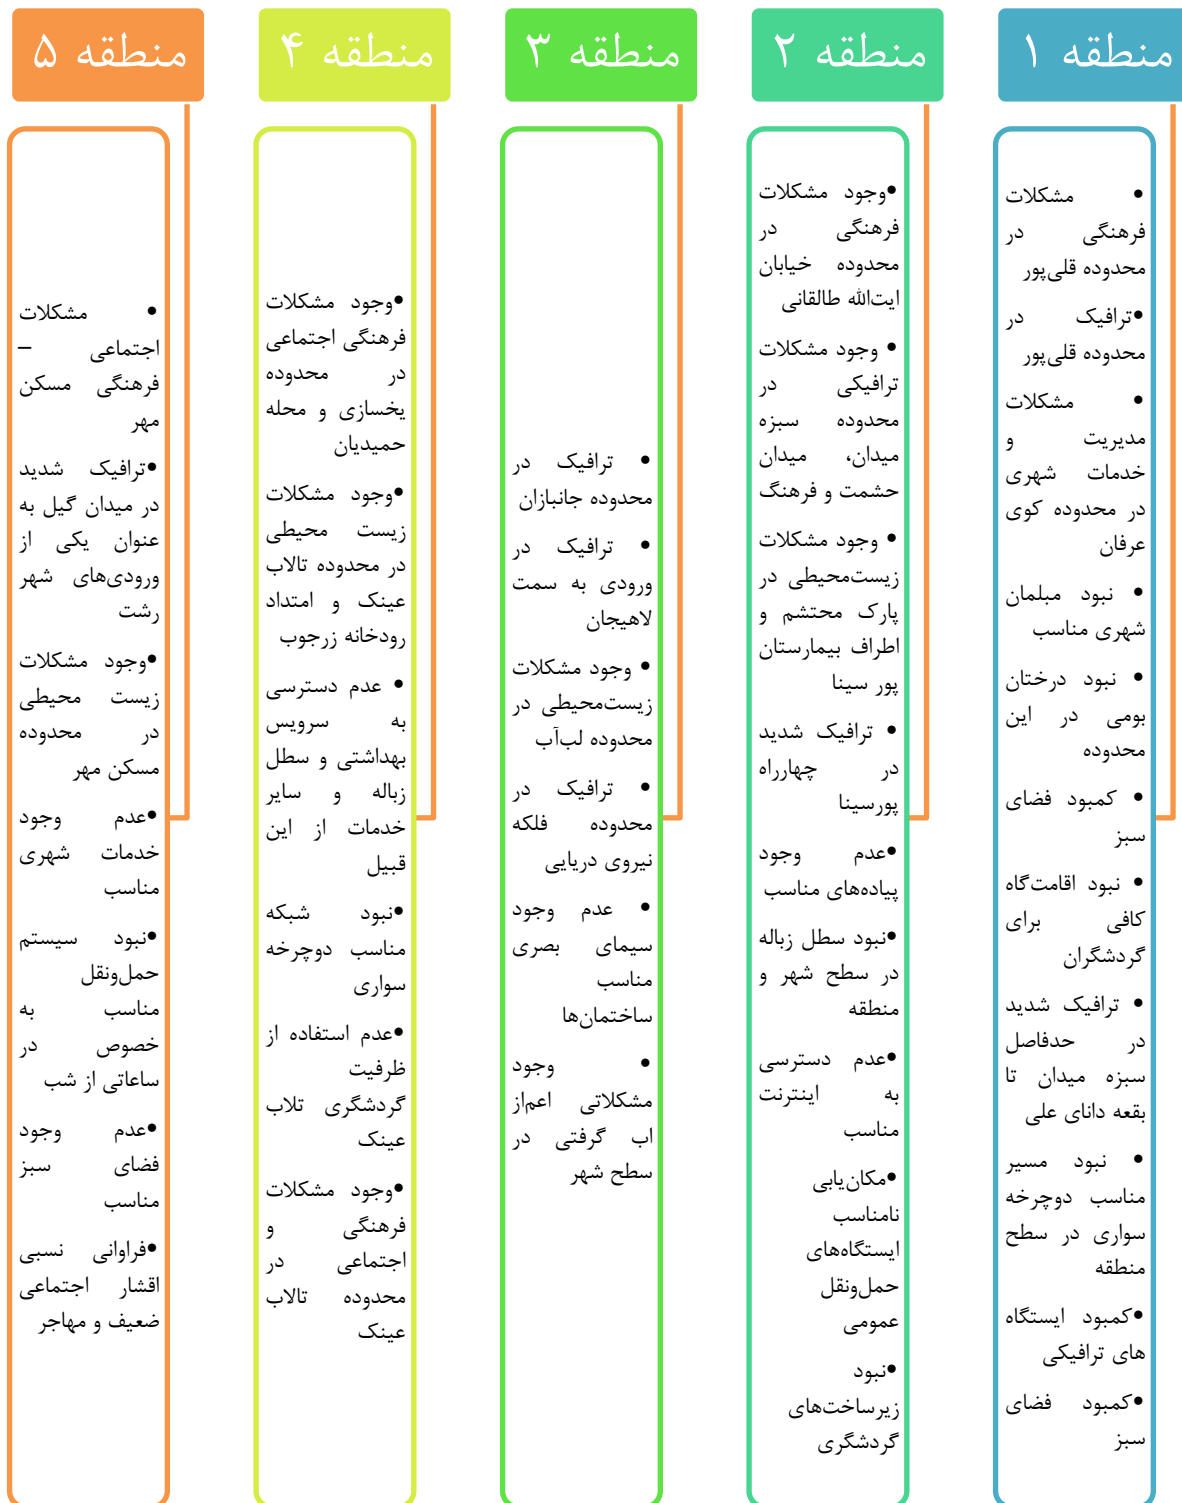 منطقه ۱
• مشکلات
فرهنگی در
محدوده قلی‌پور
•ترافیک در
محدوده قلی‌پور
• مشکلات
مدیریت و
خدمات شهری
در محدوده کوی
عرفان
• نبود مبلمان
شهری مناسب
• نبود درختان
بومی در این
محدوده
• کمبود فضای
سبز
• نبود اقامت‌گاه
کافی برای
گردشگران
• ترافیک شدید
در حدفاصل
سبزه میدان تا
بقعه دانای علی
• نبود مسیر
مناسب دوچرخه
سواری در سطح
منطقه
•کمبود ایستگاه
های ترافیکی
•کمبود فضای
سبز
منطقه ۲
•وجود مشکلات
فرهنگی در
محدوده خیابان
ایت‌الله طالقانی
• وجود مشکلات
ترافیکی در
محدوده سبزه
میدان، میدان
حشمت و فرهنگ
• وجود مشکلات
زیست‌محیطی در
پارک محتشم و
اطراف بیمارستان
پور سینا
• ترافیک شدید
در چهارراه
پورسینا
•عدم وجود
پیاده‌های مناسب
•نبود سطل زباله
در سطح شهر و
منطقه
•عدم دسترسی
به اینترنت
مناسب
•مکان‌یابی
نامناسب
ایستگاه‌های
حمل‌ونقل
عمومی
•نبود
زیرساخت‌های
گردشگری
منطقه ۳
• ترافیک در
محدوده جانبازان
• ترافیک در
ورودی به سمت
لاهیجان
• وجود مشکلات
زیست‌محیطی در
محدوده لب‌آب
• ترافیک در
محدوده فلکه
نیروی دریایی
• عدم وجود
سیمای بصری
مناسب
ساختمان‌ها
• وجود
مشکلاتی اعم‌از
اب گرفتی در
سطح شهر
منطقه ۴
•وجود مشکلات
فرهنگی اجتماعی
در محدوده
یخسازی و محله
حمیدیان
•وجود مشکلات
زیست محیطی
در محدوده تالاب
عینک و امتداد
رودخانه زرجوب
• عدم دسترسی
به سرویس
بهداشتی و سطل
زباله و سایر
خدمات از این
قبیل
•نبود شبکه
مناسب دوچرخه
سواری
•عدم استفاده از
ظرفیت
گردشگری تلاب
عینک
•وجود مشکلات
فرهنگی و
اجتماعی در
محدوده تالاب
عینک
منطقه ۵
• مشکلات
اجتماعی –
فرهنگی مسکن
مهر
•ترافیک شدید
در میدان گیل به
عنوان یکی از
ورودی‌های شهر
رشت
•وجود مشکلات
زیست محیطی
در محدوده
مسکن مهر
•عدم وجود
خدمات شهری
مناسب
•نبود سیستم
حمل‌ونقل
مناسب به
خصوص در
ساعاتی از شب
•عدم وجود
فضای سبز
مناسب
•فراوانی نسبی
اقشار اجتماعی
ضعیف و مهاجر